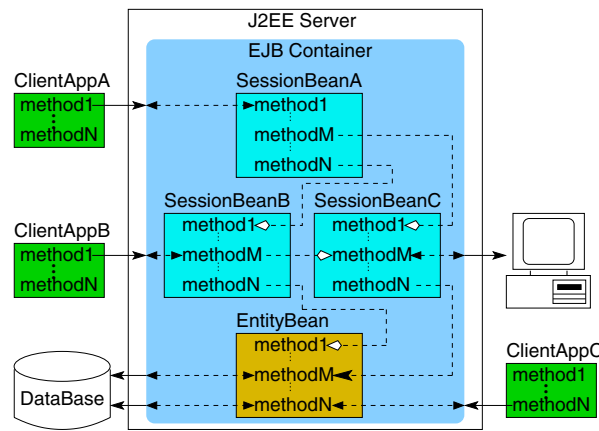 J2EE Server
EJB Container
ClientAppA
method1
methodN
SessionBeanA
method1
methodM
methodN
ClientAppB
method1
methodN
SessionBeanB
method1
methodM
methodN
SessionBeanC
method1
methodM
methodN
EntityBean
method1
methodM
methodN
DataBase
ClientAppC
method1
methodN